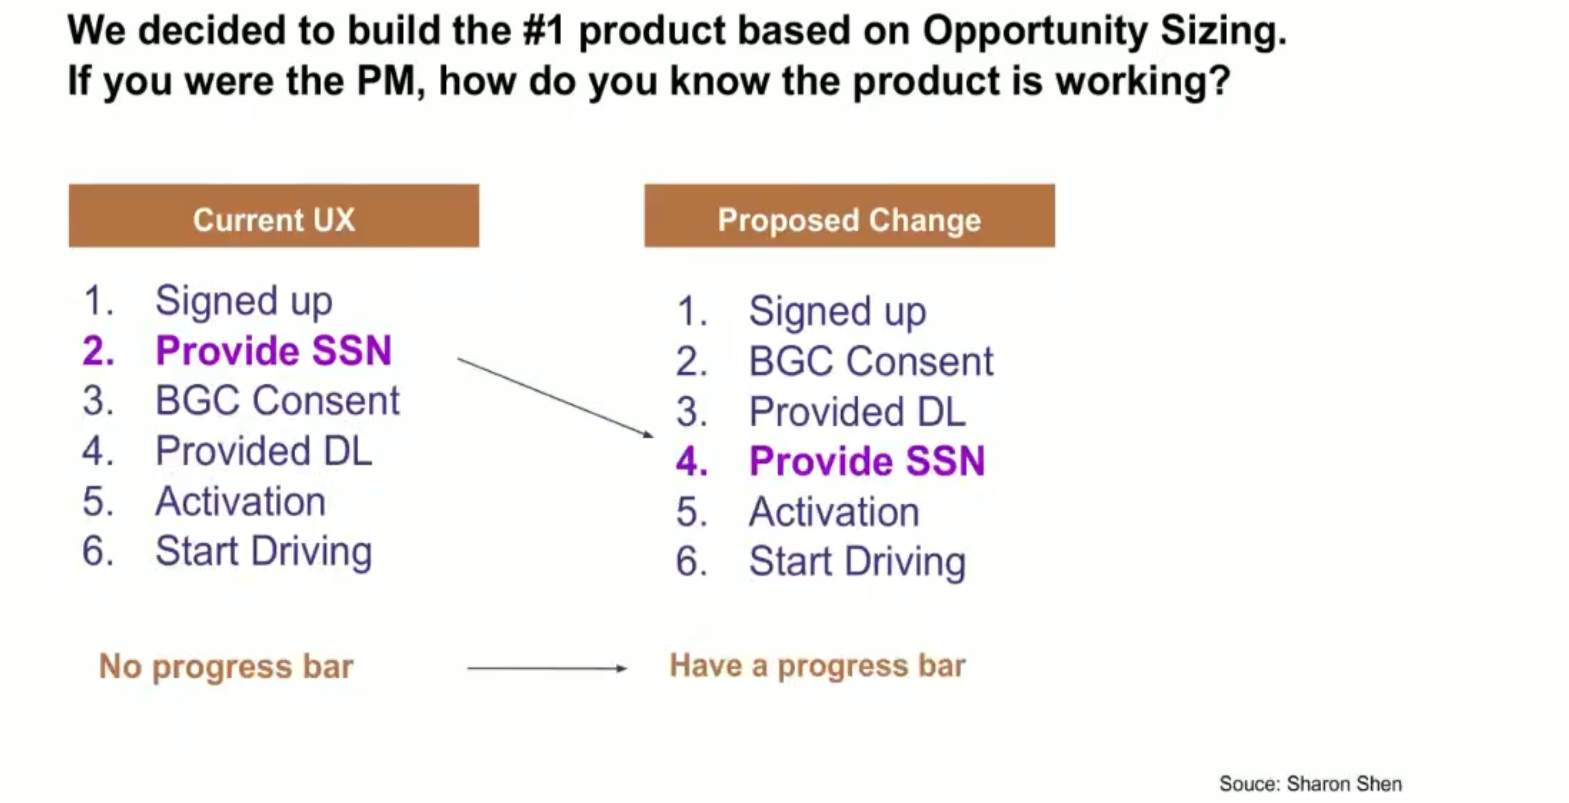 We decided to build the #1 product based on Opportunity Sizing.
If you were the PM, how do you know the product is working?
Current UX
1. Signed up
2. Provide SSN
3. BGC Consent
4. Provided DL
5. Activation
6. Start Driving
No progress bar
Proposed Change
1. Signed up
2. BGC Consent
3. Provided DL
4. Provide SSN
5. Activation
6. Start Driving
Have a progress bar
Souce: Sharon Shen